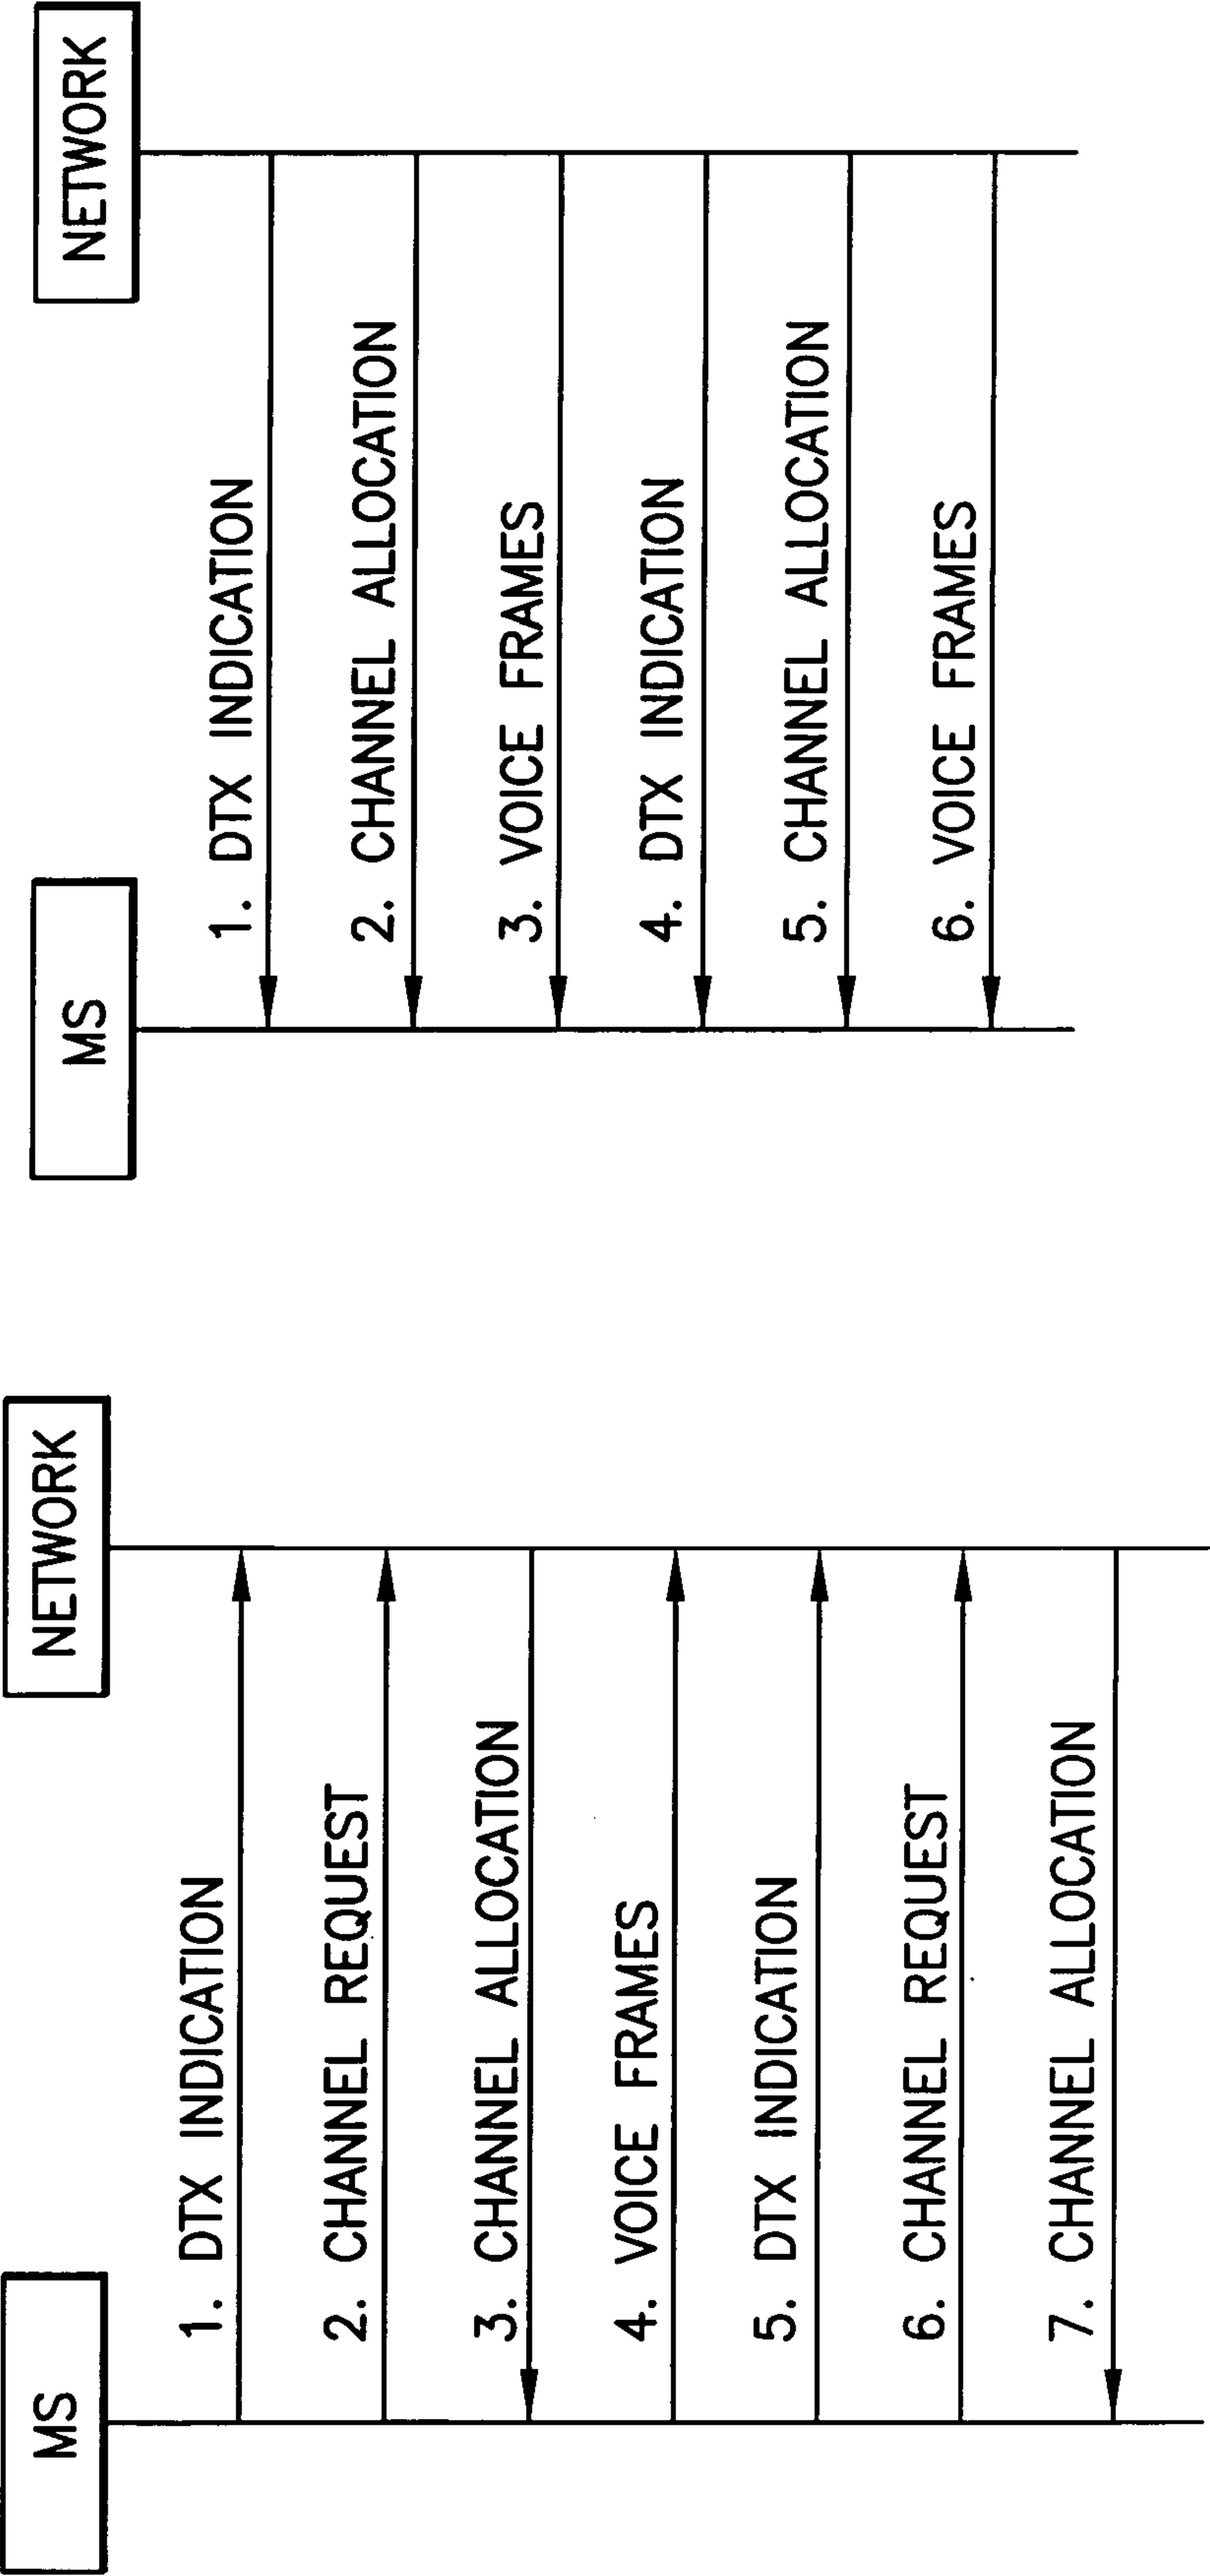 MS
NETWORK
1. DTX INDICATION
2. CHANNEL REQUEST
3. CHANNEL ALLOCATION
4. VOICE FRAMES
5. DTX INDICATION
6. CHANNEL REQUEST
7. CHANNEL ALLOCATION
MS
NETWORK
1. DTX INDICATION
2. CHANNEL ALLOCATION
3. VOICE FRAMES
4. DTX INDICATION
5. CHANNEL ALLOCATION
6. VOICE FRAMES